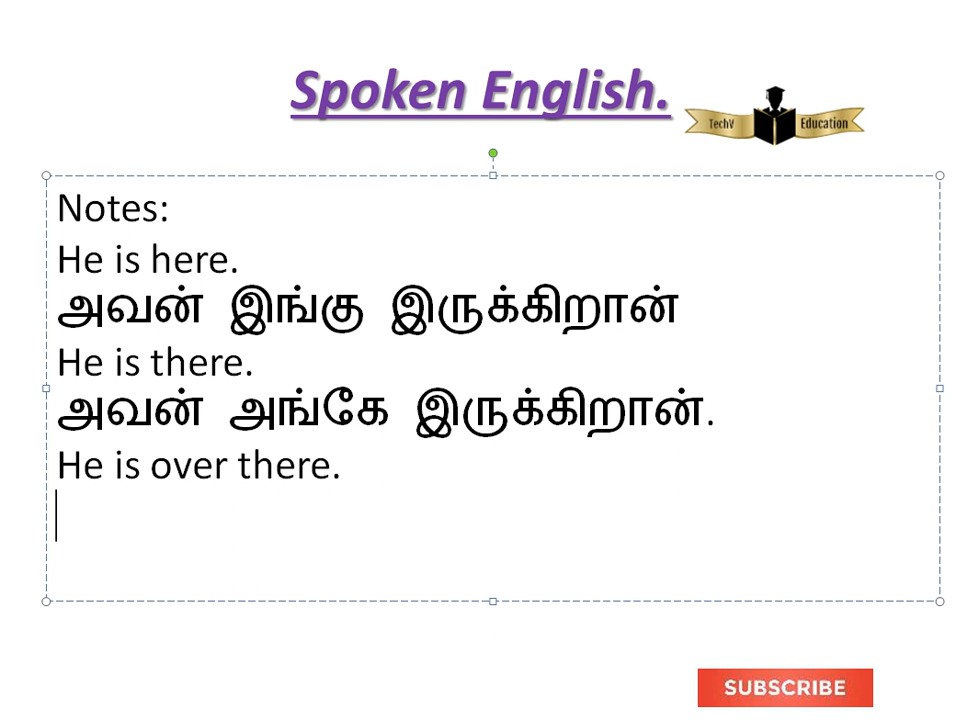 Spoken English.
TechV Education
Notes:
He is here.
அவன் இங்கு இருக்கிறான்
He is there.
அவன் அங்கே இருக்கிறான்.
He is over there.
SUBSCRIBE